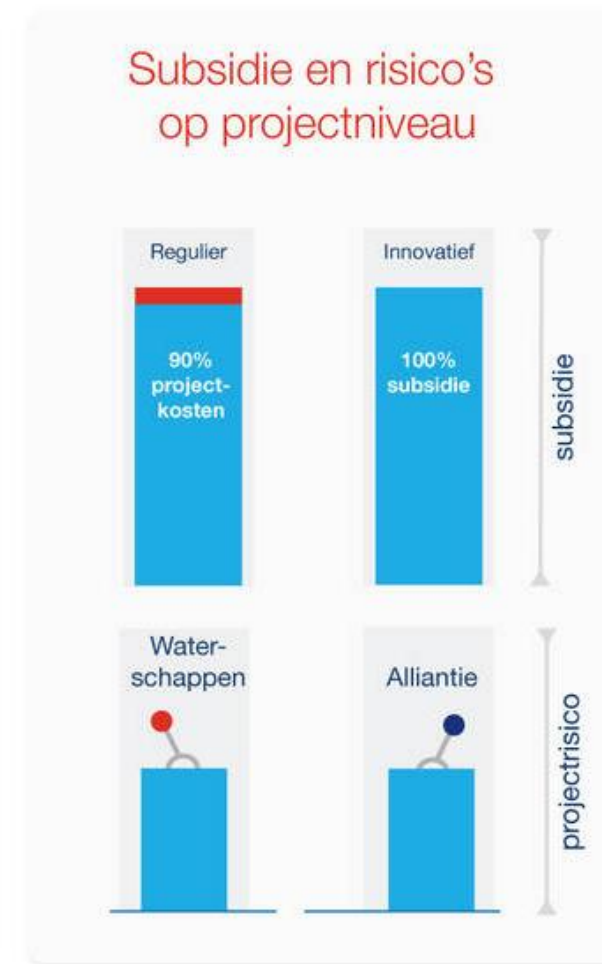 Subsidie en risico’s
op projectniveau
Regulier
Innovatief
90%
project-
kosten
100%
subsidie
subsidie
Water-
schappen
Alliantie
projectrisico